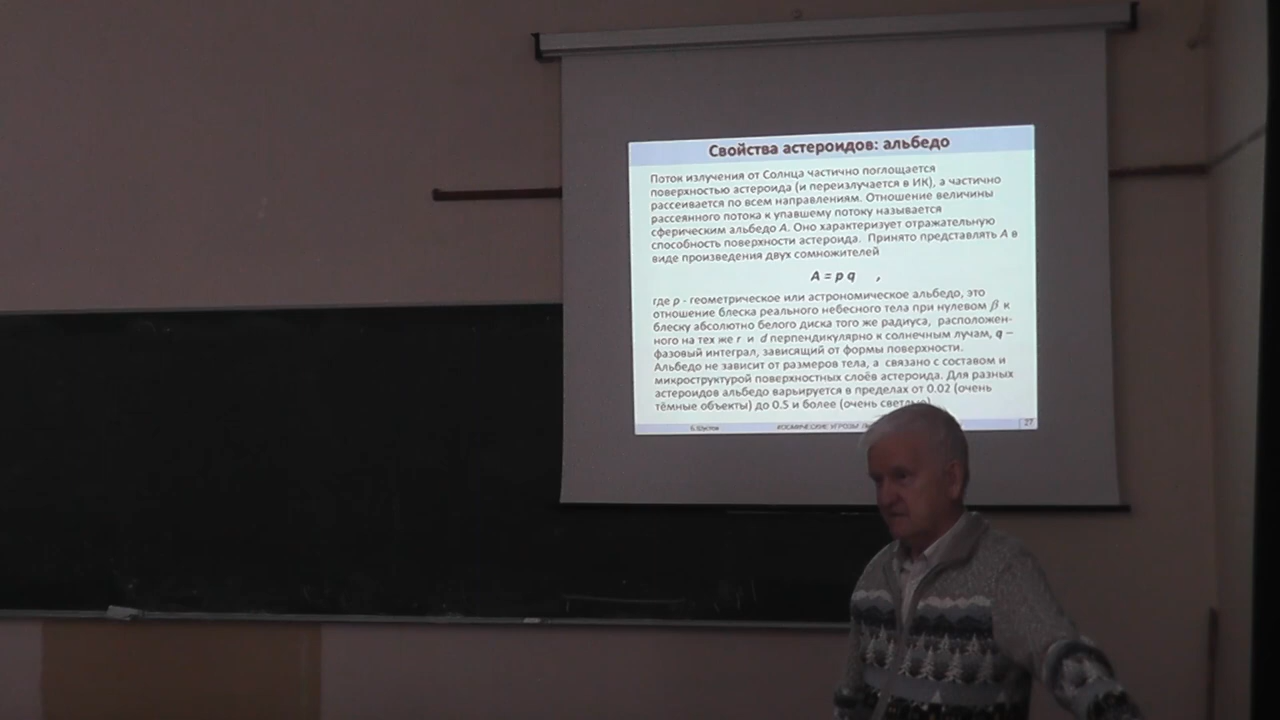 Свойства астероидов: альбедо
Поток излучения от Солнца частично поглощается
поверхностью астероида (и переизлучается в ИК), а частично
рассеивается по всем направлениям. Отношение величины
рассеянного потока к упавшему потоку называется
сферическим альбедо A. Оно характеризует отражательную
способность поверхности астероида. Принято представлять A в
виде произведения двух сомножителей
A = p q ,
где p - геометрическое или астрономическое альбедо, это
отношение блеска реального небесного тела при нулевом β к
блеску абсолютно белого диска того же радиуса, расположен-
ного на тех же r и d перпендикулярно к солнечным лучам, q –
фазовый интеграл, зависящий от формы поверхности.
Альбедо не зависит от размеров тела, а связано с составом и
микроструктурой поверхностных слоёв астероида. Для разных
астероидов альбедо варьируется в пределах от 0.02 (очень
тёмные объекты) до 0.5 и более (очень светлые)
Б.Шустов КОСМИЧЕСКИЕ УГРОЗЫ 27